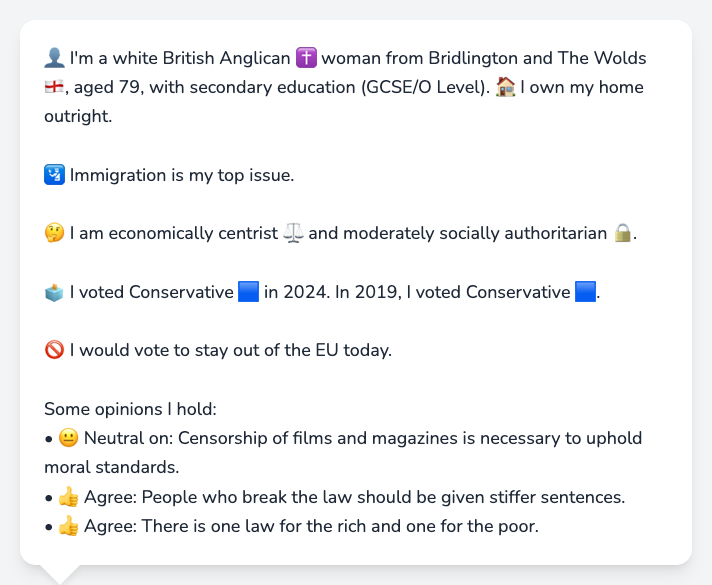 👤 I'm a white British Anglican ✝️ woman from Bridlington and The Wolds
🏴󠁧󠁢󠁥󠁮󠁧󠁿, aged 79, with secondary education (GCSE/O Level). 🏠 I own my home
outright.
🛂 Immigration is my top issue.
🤔 I am economically centrist ⚖️ and moderately socially authoritarian 🔒.
🗳️ I voted Conservative 🟦 in 2024. In 2019, I voted Conservative 🟦.
🚫 I would vote to stay out of the EU today.
Some opinions I hold:
• 😐 Neutral on: Censorship of films and magazines is necessary to uphold
moral standards.
• 👍 Agree: People who break the law should be given stiffer sentences.
• 👍 Agree: There is one law for the rich and one for the poor.